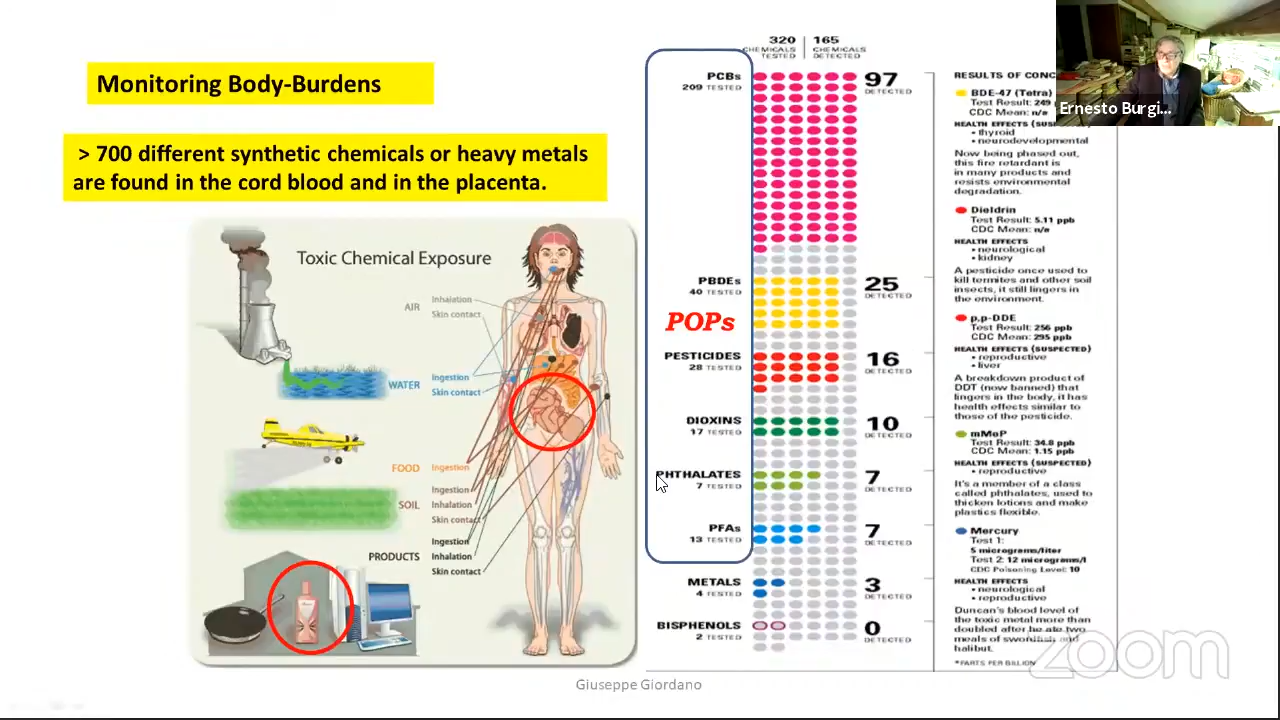 Monitoring Body-Burdens
> 700 different synthetic chemicals or heavy metals
are found in the cord blood and in the placenta.
Toxic Chemical Exposure
AIR
Inhalation
Skin contact
WATER
Ingestion
Skin contact
FOOD
Ingestion
SOIL
Ingestion
Inhalation
Skin contact
PRODUCTS
Ingestion
Inhalation
Skin contact
320
CHEMICALS
TESTED
165
CHEMICALS
DETECTED
PCBs
209 TESTED
97
DETECTED
PBDEs
40 TESTED
25
DETECTED
POPs
PESTICIDES
28 TESTED
16
DETECTED
DIOXINS
17 TESTED
10
DETECTED
PHTHALATES
7 TESTED
7
DETECTED
PFAs
13 TESTED
7
DETECTED
METALS
4 TESTED
3
DETECTED
BISPHENOLS
2 TESTED
0
DETECTED
RESULTS OF CONC
BDE-47 (Tetra)
Test Result: 249
CDC Mean: n/a
HEALTH EFFECTS (SUS
• thyroid
• neurodevelopmental
Now being phased out,
this fire retardant is
in many products and
resists environmental
degradation.
Dieldrin
Test Result: 5.11 ppb
CDC Mean: n/a
HEALTH EFFECTS
• neurological
• kidney
A pesticide once used to
kill termites and other soil
insects, it still lingers in
the environment.
p,p-DDE
Test Result: 256 ppb
CDC Mean: 295 ppb
HEALTH EFFECTS (SUSPECTED)
• reproductive
• liver
A breakdown product of
DDT (now banned) that
lingers in the body, it has
health effects similar to
those of the pesticide.
mMeP
Test Result: 34.8 ppb
CDC Mean: 1.15 ppb
HEALTH EFFECTS (SUSPECTED)
• reproductive
It's a member of a class
called phthalates, used to
thicken lotions and make
plastics flexible.
Mercury
Test 1:
5 micrograms/liter
Test 2: 12 micrograms/l
CDC Poisoning Level: 10
HEALTH EFFECTS
• neurological
• reproductive
Duncan's blood level of
the toxic metal more than
doubled after he ate two
meals of swordfish and
halibut.
*PARTS PER BILLION
Ernesto Burgi...
Giuseppe Giordano
zoom